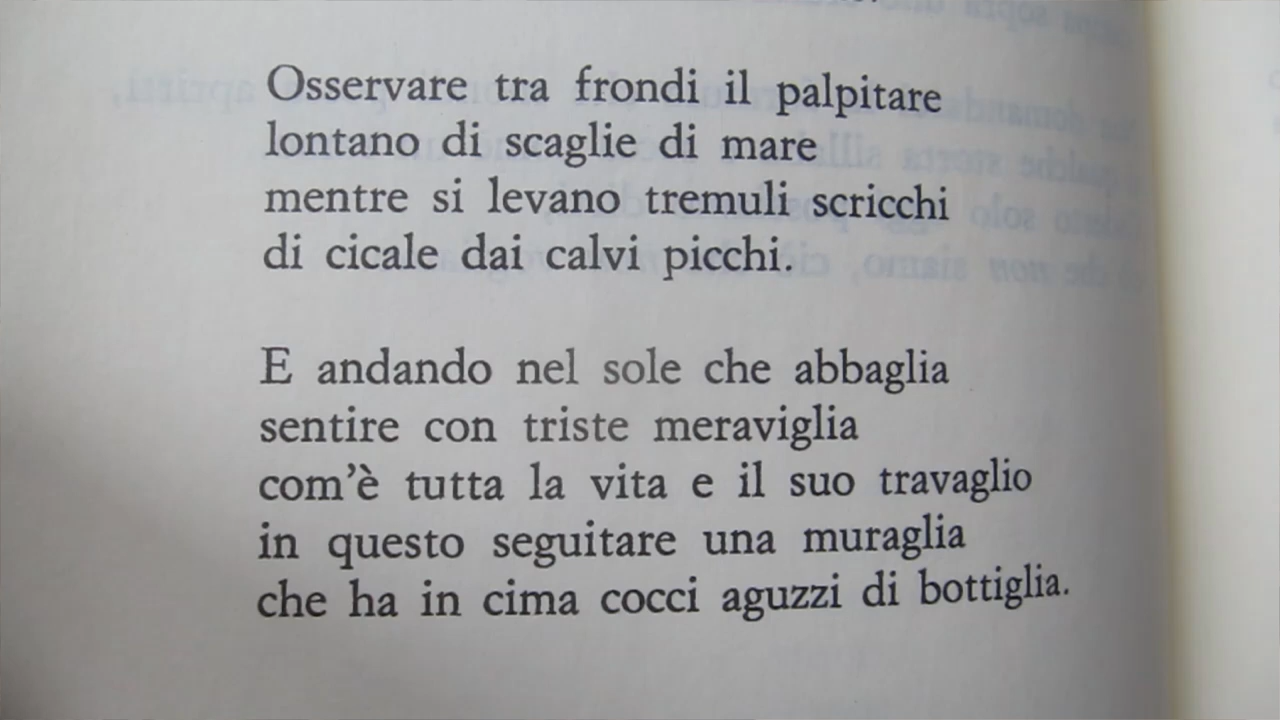 Osservare tra frondi il palpitare
lontano di scaglie di mare
mentre si levano tremuli scricchi
di cicale dai calvi picchi.
E andando nel sole che abbaglia
sentire con triste meraviglia
com'è tutta la vita e il suo travaglio
in questo seguitare una muraglia
che ha in cima cocci aguzzi di bottiglia.